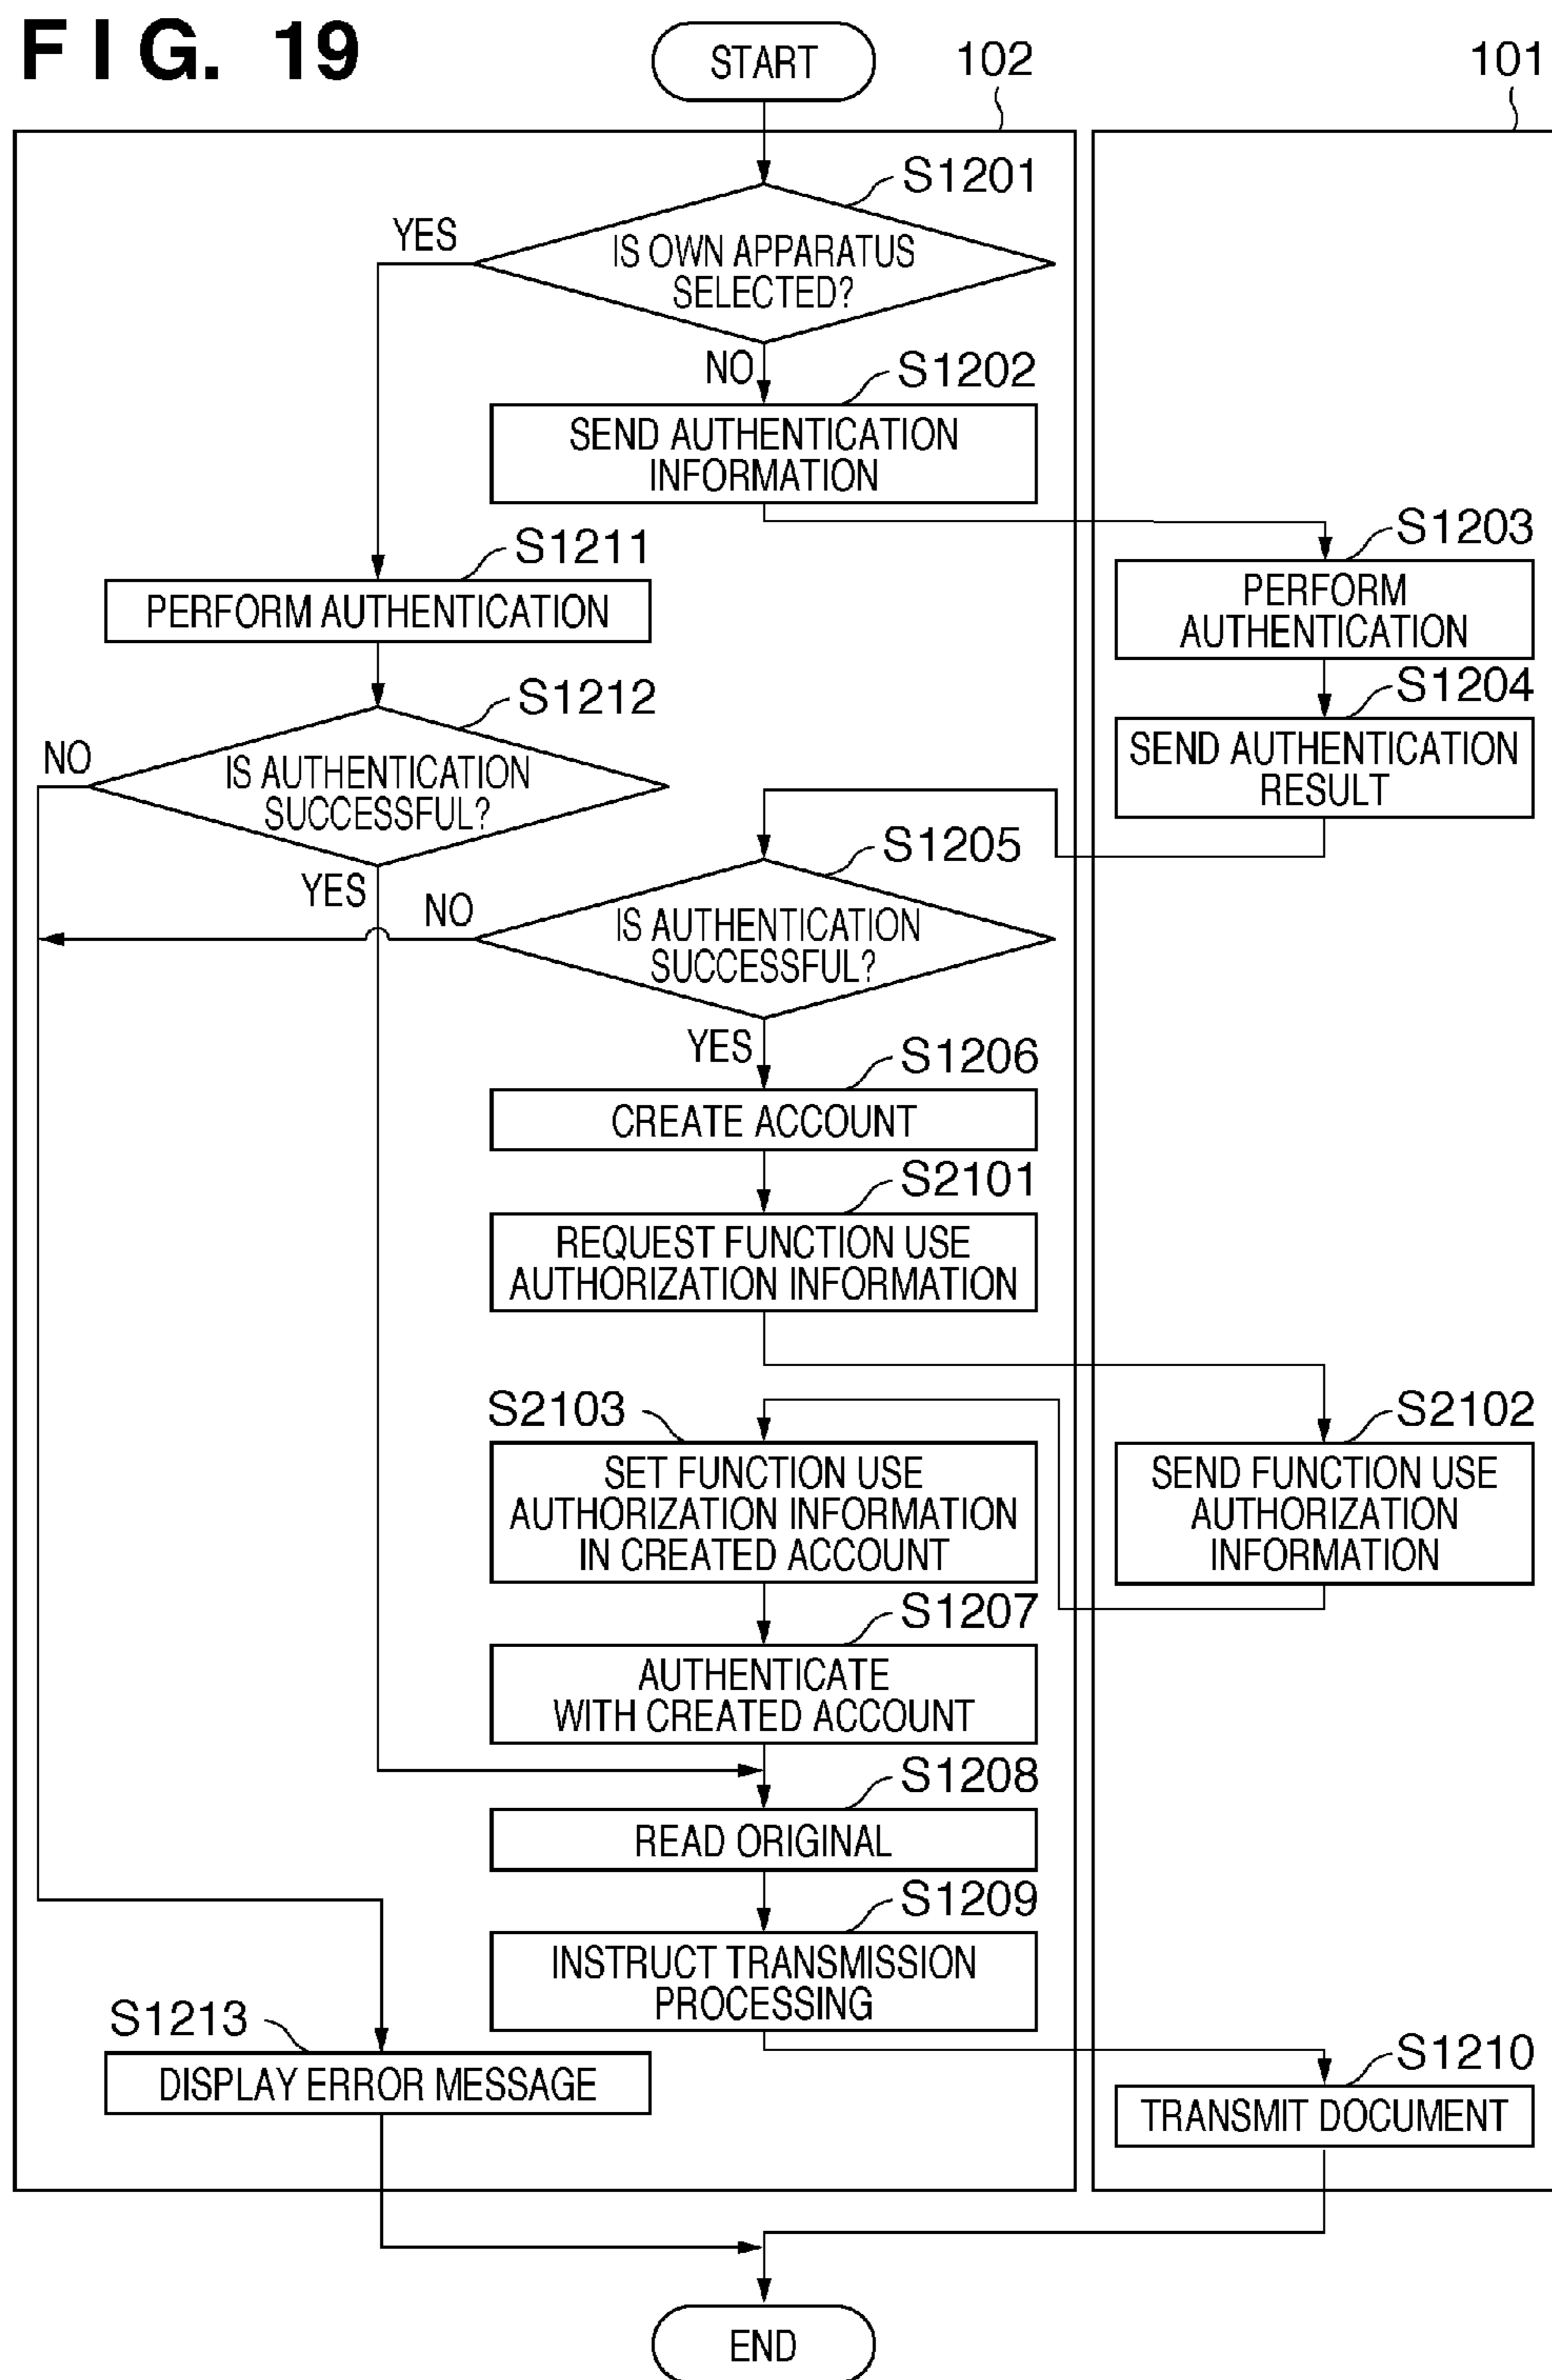 FIG. 19
START
102
101
S1201
YES
IS OWN APPARATUS
SELECTED?
NO
S1202
SEND AUTHENTICATION
INFORMATION
S1203
PERFORM
AUTHENTICATION
S1211
PERFORM AUTHENTICATION
S1204
SEND AUTHENTICATION
RESULT
S1212
NO
IS AUTHENTICATION
SUCCESSFUL?
YES
S1205
NO
IS AUTHENTICATION
SUCCESSFUL?
YES
S1206
CREATE ACCOUNT
S2101
REQUEST FUNCTION USE
AUTHORIZATION INFORMATION
S2102
SEND FUNCTION USE
AUTHORIZATION
INFORMATION
S2103
SET FUNCTION USE
AUTHORIZATION INFORMATION
IN CREATED ACCOUNT
S1207
AUTHENTICATE
WITH CREATED ACCOUNT
S1208
READ ORIGINAL
S1209
INSTRUCT TRANSMISSION
PROCESSING
S1213
DISPLAY ERROR MESSAGE
S1210
TRANSMIT DOCUMENT
END